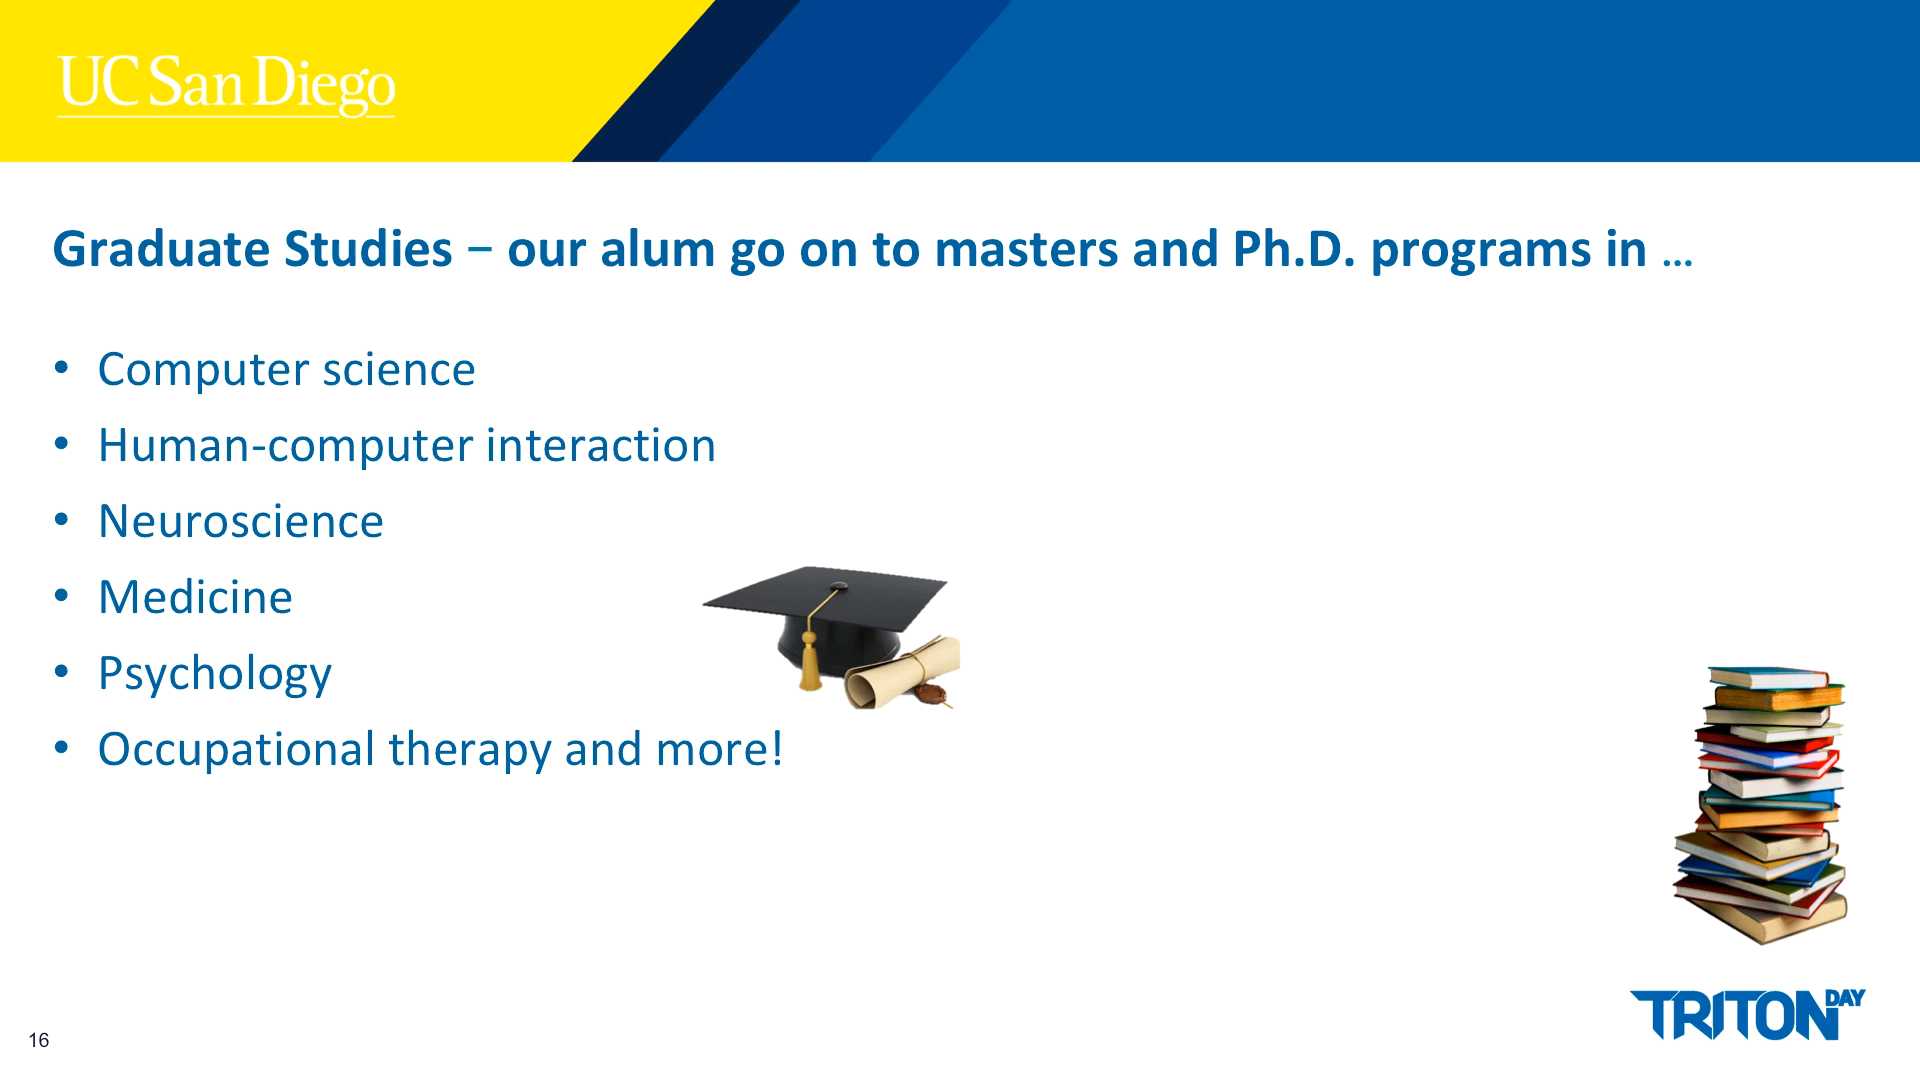 UC San Diego
Graduate Studies – our alum go on to masters and Ph.D. programs in …
• Computer science
• Human-computer interaction
• Neuroscience
• Medicine
• Psychology
• Occupational therapy and more!
TRITON DAY
16